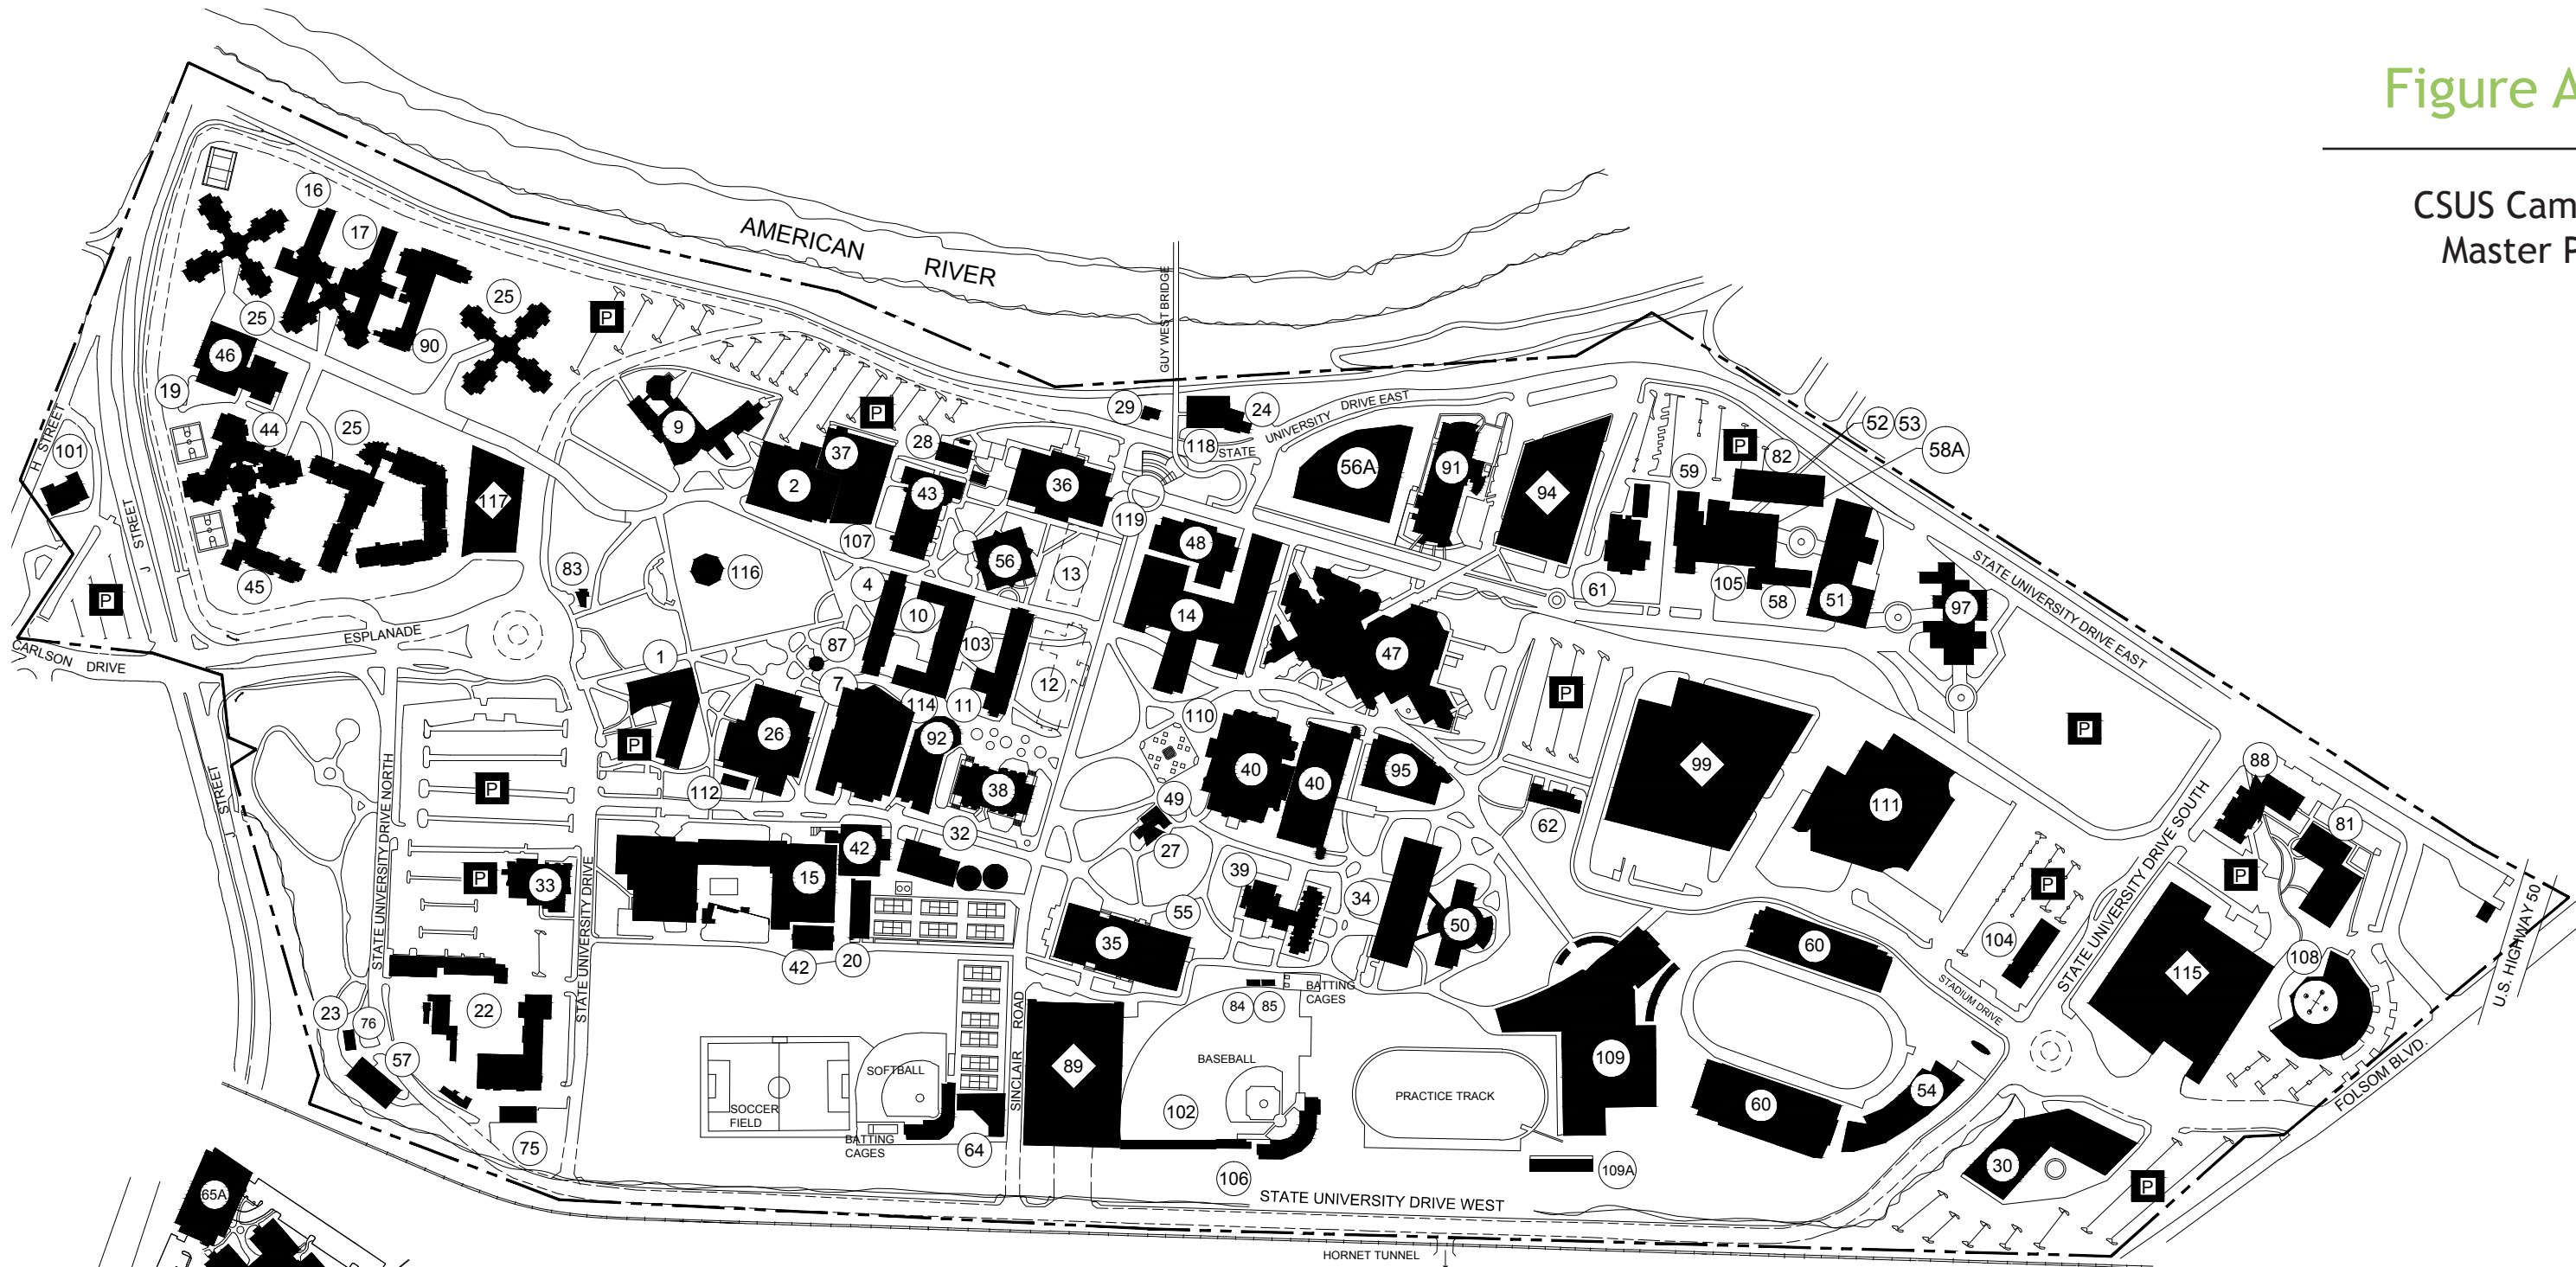 Figure A
CSUS Cam
Master P
AMERICAN
RIVER
GUY WEST BRIDGE
16
17
25
25
90
46
19
44
25
101
H STREET
J STREET
117
45
P
P
P
9
37
2
28
43
107
36
29
24
118
STATE
UNIVERSITY DRIVE EAST
119
56A
91
94
59
P
82
52
53
58A
83
116
4
56
13
48
14
47
61
105
58
51
97
STATE UNIVERSITY DRIVE EAST
ESPLANADE
CARLSON DRIVE
10
87
103
12
1
7
114
11
26
92
38
110
40
40
95
P
99
111
P
88
81
P
P
112
32
49
27
62
J STREET
STATE UNIVERSITY DRIVE NORTH
P
33
STATE UNIVERSITY DRIVE
15
42
42
20
39
34
50
55
35
60
104
P
STATE UNIVERSITY DRIVE SOUTH
P
115
108
U.S. HIGHWAY 50
FOLSOM BLVD.
STADIUM DRIVE
23
76
22
57
75
SOCCER
FIELD
SOFTBALL
BATTING
CAGES
64
SINCLAIR ROAD
89
84
85
BATTING
CAGES
BASEBALL
102
106
PRACTICE TRACK
109
109A
60
54
30
P
STATE UNIVERSITY DRIVE WEST
HORNET TUNNEL
65A